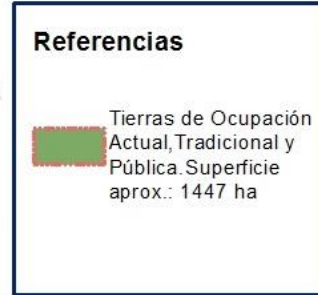 Referencias
Tierras de Ocupación
Actual,Tradicional y
Pública.Superficie
aprox.: 1447 ha